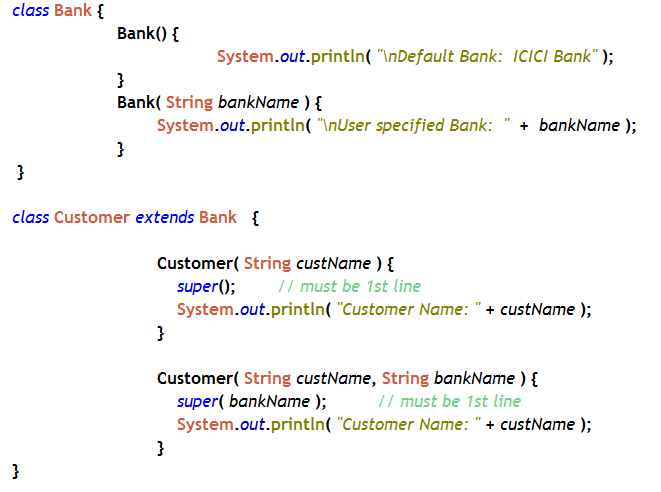 class Bank {
Bank() {
System.out.println( "\nDefault Bank:  ICICI Bank" );
}
Bank( String bankName ) {
System.out.println( "\nUser specified Bank:  "  +  bankName );
}
}
class Customer extends Bank  {
Customer( String custName ) {
super();      // must be 1st line
System.out.println( "Customer Name: " + custName );
}
Customer( String custName, String bankName ) {
super( bankName );       // must be 1st line
System.out.println( "Customer Name: " + custName );
}
}